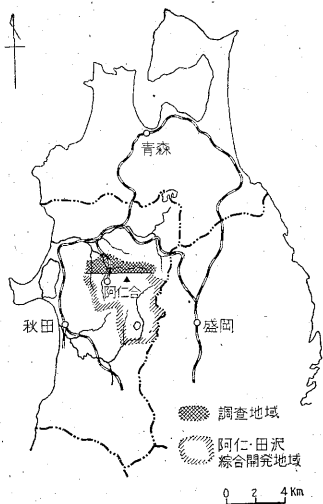 青森
阿仁合
秋田
盛岡
調査地域
阿仁・田沢
綜合開発地域
0 2 4 Km